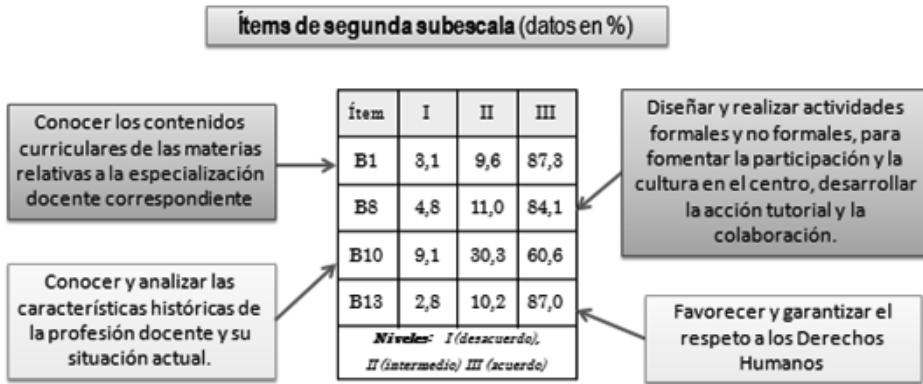 Ítems de segunda subescala (datos en %)
Conocer los contenidos
curriculares de las materias
relativas a la especialización
docente correspondiente
Conocer y analizar las
características históricas de
la profesión docente y su
situación actual.
Ítem I II III
B1 3,1 9,6 87,3
B8 4,8 11,0 84,1
B10 9,1 30,3 60,6
B13 2,8 10,2 87,0
Niveles: I (desacuerdo),
II (intermedio) III (acuerdo)
Diseñar y realizar actividades
formales y no formales, para
fomentar la participación y la
cultura en el centro, desarrollar
la acción tutorial y la
colaboración.
Favorecer y garantizar el
respeto a los Derechos
Humanos